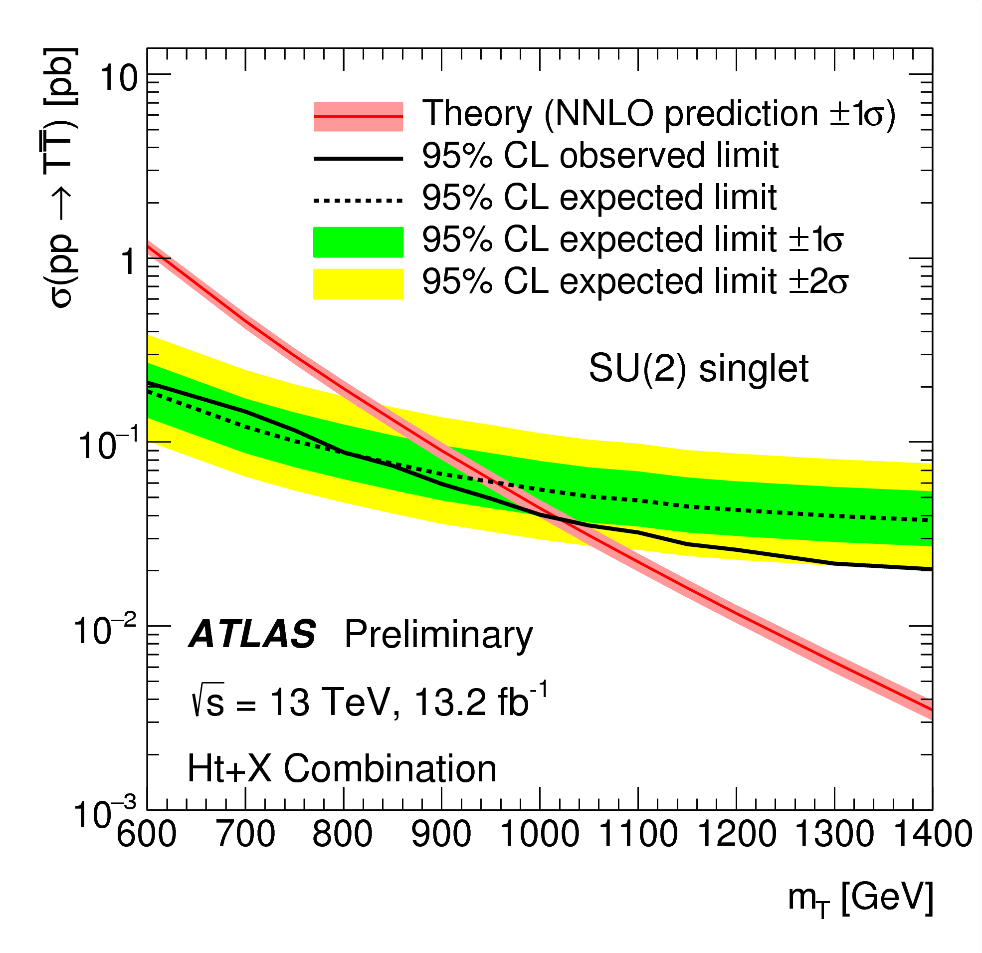 σ(pp → TT̅) [pb]
10
1
10⁻¹
10⁻²
10⁻³
Theory (NNLO prediction ±1σ)
95% CL observed limit
95% CL expected limit
95% CL expected limit ±1σ
95% CL expected limit ±2σ
SU(2) singlet
ATLAS Preliminary
√s = 13 TeV, 13.2 fb⁻¹
Ht+X Combination
600 700 800 900 1000 1100 1200 1300 1400
m_T [GeV]